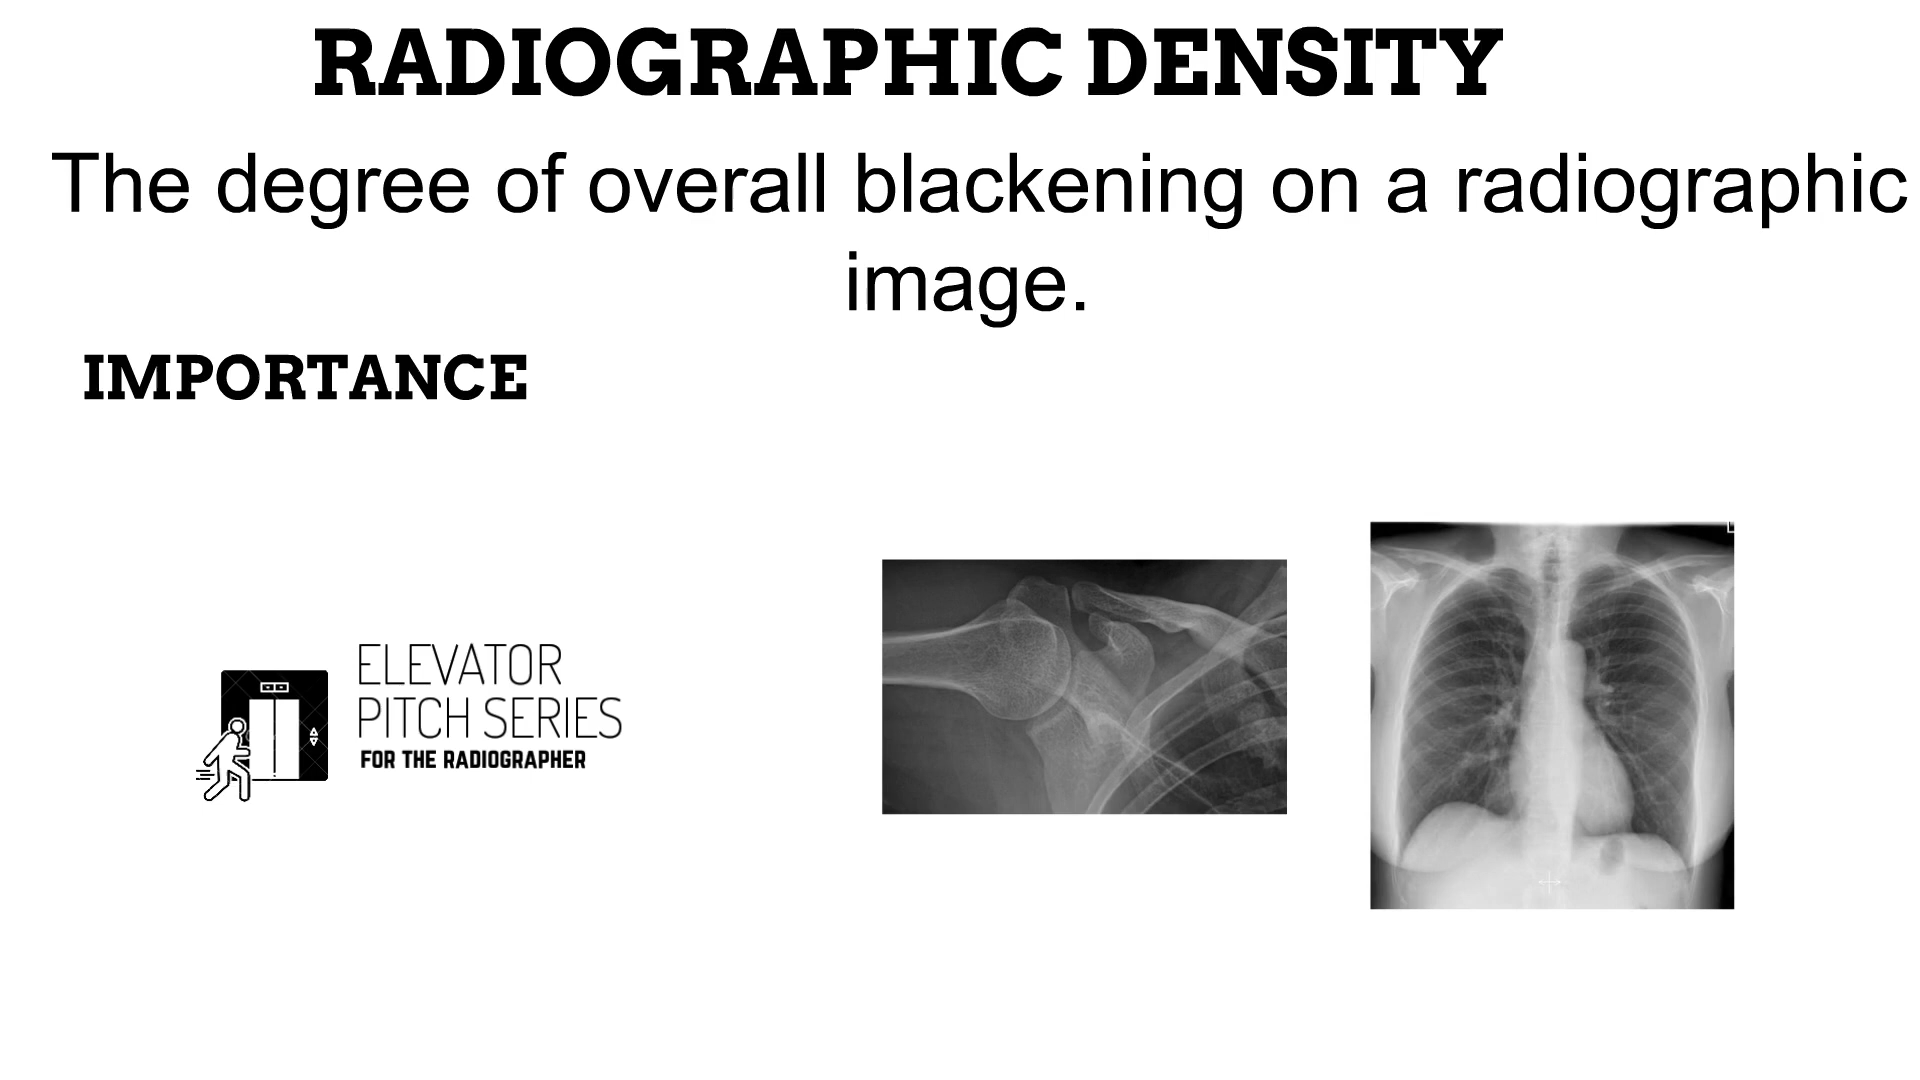 RADIOGRAPHIC DENSITY
The degree of overall blackening on a radiographic
image.
IMPORTANCE
ELEVATOR
PITCH SERIES
FOR THE RADIOGRAPHER